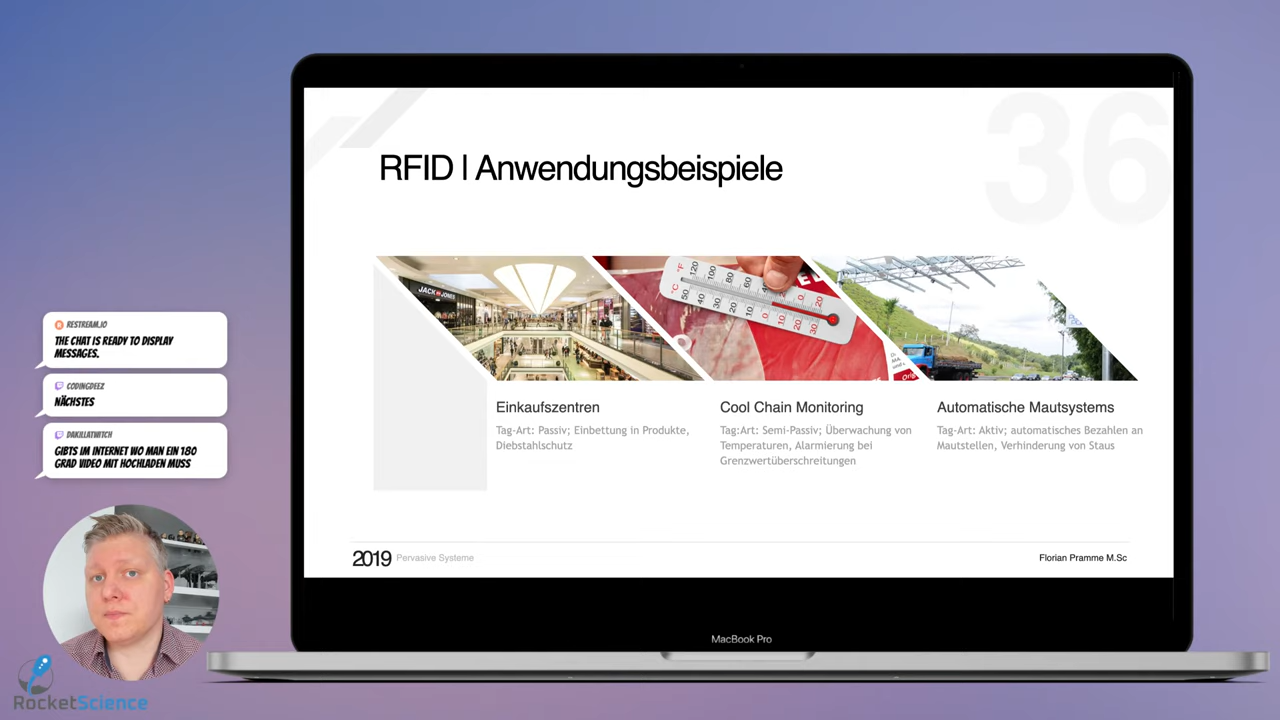 36
RFID | Anwendungsbeispiele
JACK JONES
Einkaufszentren
Tag-Art: Passiv; Einbettung in Produkte,
Diebstahlschutz
Cool Chain Monitoring
Tag:Art: Semi-Passiv; Überwachung von
Temperaturen, Alarmierung bei
Grenzwertüberschreitungen
Automatische Mautsystems
Tag-Art: Aktiv; automatisches Bezahlen an
Mautstellen, Verhinderung von Staus
2019 Pervasive Systeme
Florian Pramme M.Sc
MacBook Pro
RESTREAM.IO
THE CHAT IS READY TO DISPLAY
MESSAGES.
CODINGDEEZ
NÄCHSTES
DAKILLATWITCH
GIBTS IM INTERNET WO MAN EIN 180
GRAD VIDEO MIT HOCHLADEN MUSS
RocketScience